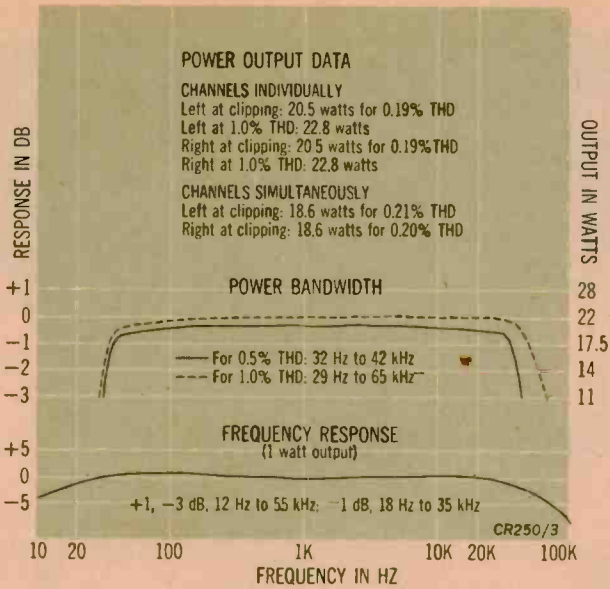 POWER OUTPUT DATA
CHANNELS INDIVIDUALLY
Left at clipping: 20.5 watts for 0.19% THD
Left at 1.0% THD: 22.8 watts
Right at clipping: 20.5 watts for 0.19% THD
Right at 1.0% THD: 22.8 watts
CHANNELS SIMULTANEOUSLY
Left at clipping: 18.6 watts for 0.21% THD
Right at clipping: 18.6 watts for 0.20% THD
RESPONSE IN DB
OUTPUT IN WATTS
POWER BANDWIDTH
+1
0
−1
−2
−3
28
22
17.5
14
11
For 0.5% THD: 32 Hz to 42 kHz
For 1.0% THD: 29 Hz to 65 kHz
FREQUENCY RESPONSE
(1 watt output)
+5
0
−5
+1, −3 dB, 12 Hz to 55 kHz: −1 dB, 18 Hz to 35 kHz
CR250/3
10 20 100 1K 10K 20K 100K
FREQUENCY IN HZ